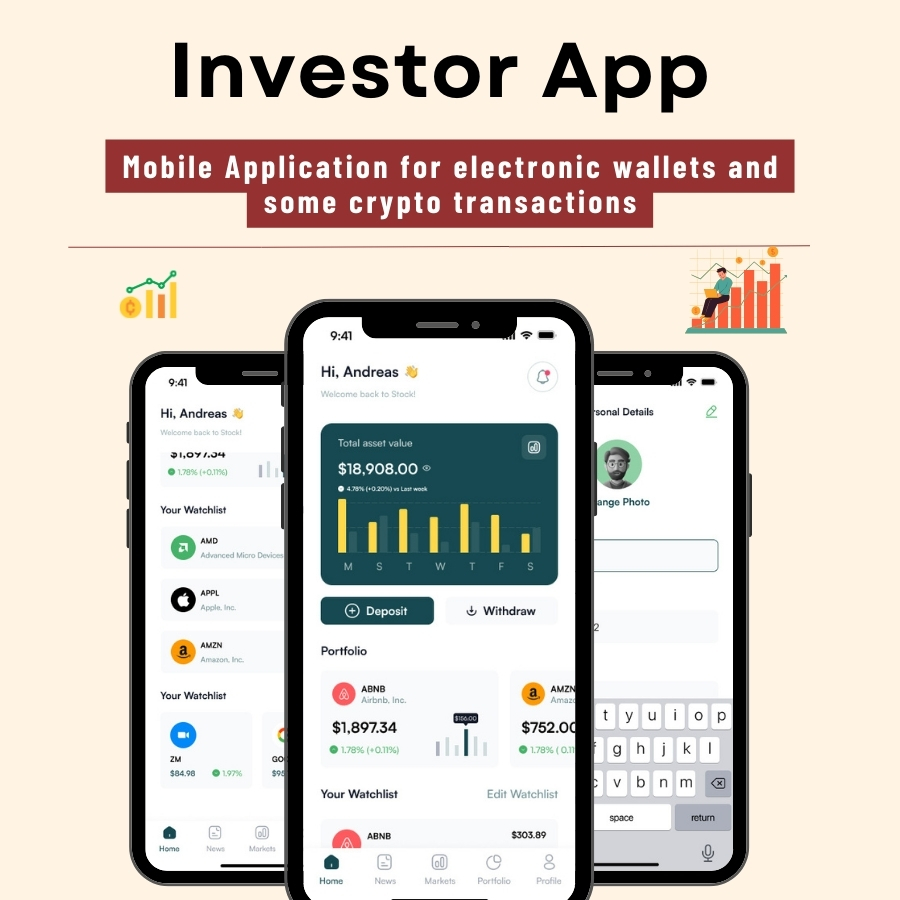 Investor App
Mobile Application for electronic wallets and
some crypto transactions
9:41
Hi, Andreas
Welcome back to Stock!
$1,897.34
1.78% (+0.11%)
Your Watchlist
AMD
Advanced Micro Devices
APPL
Apple, Inc.
AMZN
Amazon, Inc.
Your Watchlist
ZM
$84.98
1.97%
Home
News
Markets
9:41
Hi, Andreas
Welcome back to Stock!
Total asset value
$18,908.00
4.78% (+0.20%) vs Last week
M S T W T F S
Deposit
Withdraw
Portfolio
ABNB
Airbnb, Inc.
$1,897.34
1.78% (+0.11%)
$156.00
AMZN
$752.00
1.78%
Your Watchlist
Edit Watchlist
ABNB
$303.89
Home
News
Markets
Portfolio
Profile
Details
Photo
2
t y u i o p
g h j k l
c v b n m
space
return